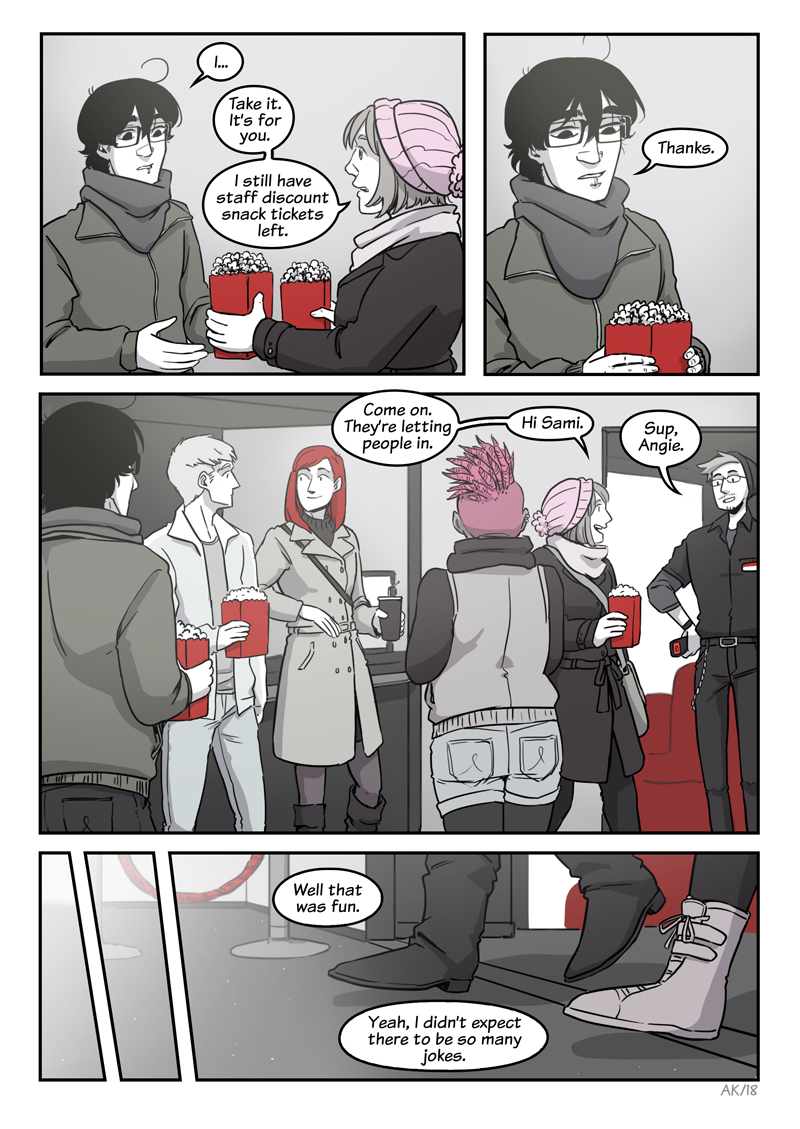 I...
Take it.
It's for
you.
I still have
staff discount
snack tickets
left.
Thanks.
Come on.
They're letting
people in.
Hi Sami.
Sup,
Angie.
Well that
was fun.
Yeah, I didn't expect
there to be so many
jokes.
AK/18